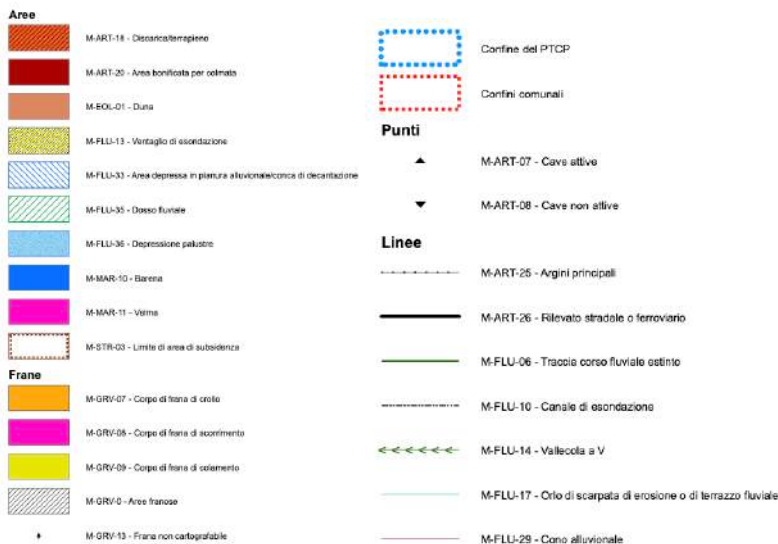 Aree
M-ART-18 - Discarica/terrapieno
M-ART-20 - Area bonificata per colmata
M-EOL-01 - Duna
M-FLU-13 - Ventaglio di esondazione
M-FLU-33 - Area depressa in pianura alluvionale/conca di decantazione
M-FLU-35 - Dosso fluviale
M-FLU-36 - Depressione palustre
M-MAR-10 - Barena
M-MAR-11 - Velma
M-STR-03 - Limite di area di subsidenza
Frane
M-GRV-07 - Corpo di frana di crollo
M-GRV-08 - Corpo di frana di scorrimento
M-GRV-09 - Corpo di frana di colamento
M-GRV-0 - Aree franose
M-GRV-13 - Frana non cartografabile
Confine del PTCP
Confini comunali
Punti
M-ART-07 - Cave attive
M-ART-08 - Cave non attive
Linee
M-ART-25 - Argini principali
M-ART-26 - Rilevato stradale o ferroviario
M-FLU-06 - Traccia corso fluviale estinto
M-FLU-10 - Canale di esondazione
M-FLU-14 - Vallecola a V
M-FLU-17 - Orlo di scarpata di erosione o di terrazzo fluviale
M-FLU-29 - Cono alluvionale